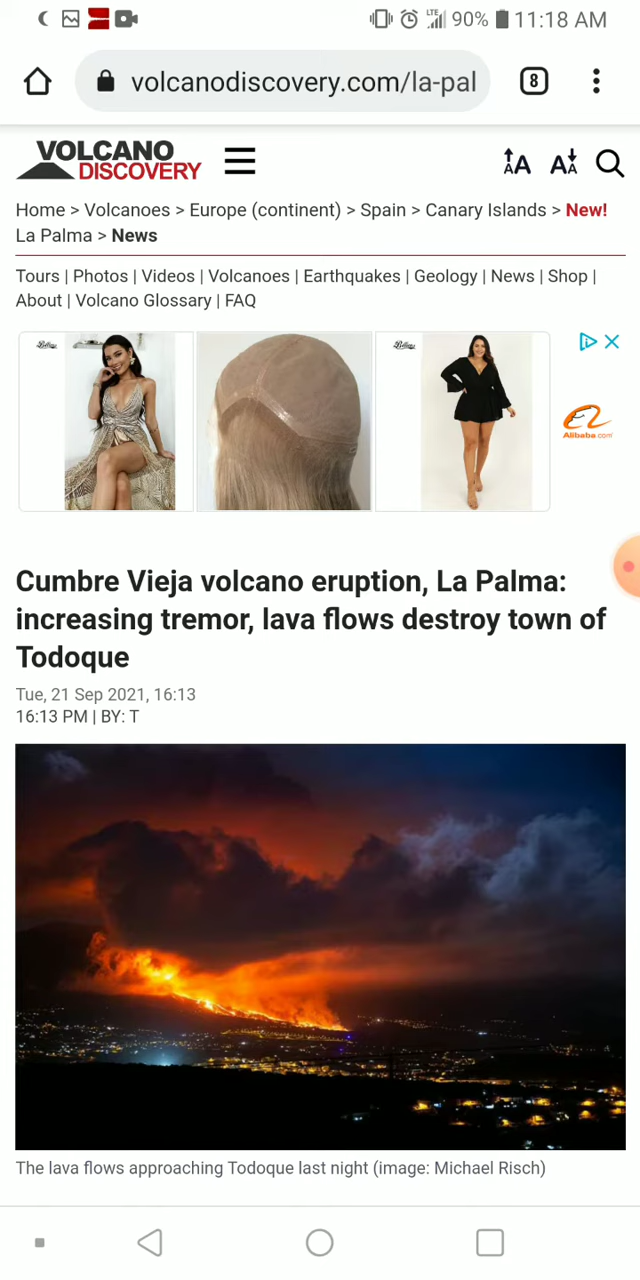 LTE 90% 11:18 AM
volcanodiscovery.com/la-pal
8
VOLCANO
DISCOVERY
Home > Volcanoes > Europe (continent) > Spain > Canary Islands > New!
La Palma > News
Tours | Photos | Videos | Volcanoes | Earthquakes | Geology | News | Shop |
About | Volcano Glossary | FAQ
Alibaba.com
Cumbre Vieja volcano eruption, La Palma:
increasing tremor, lava flows destroy town of
Todoque
Tue, 21 Sep 2021, 16:13
16:13 PM | BY: T
The lava flows approaching Todoque last night (image: Michael Risch)